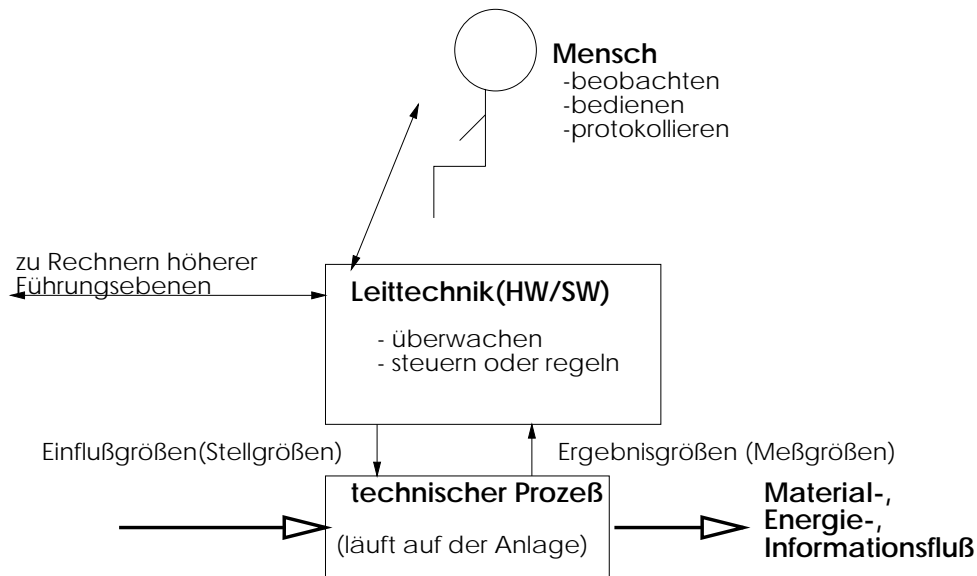 Mensch
-beobachten
-bedienen
-protokollieren
zu Rechnern höherer
Führungsebenen
Leittechnik(HW/SW)
- überwachen
- steuern oder regeln
Einflußgrößen(Stellgrößen)
Ergebnisgrößen (Meßgrößen)
technischer Prozeß
(läuft auf der Anlage)
Material-,
Energie-,
Informationsfluß